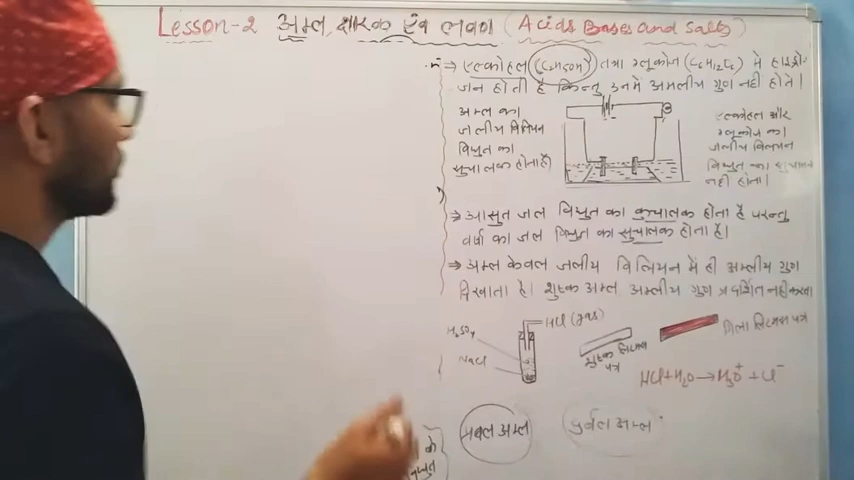 Lesson-2 अम्ल, क्षारक एंव लवण (Acids Bases and Salts)
→ एल्कोहल (C₂H₅OH) तथा ग्लूकोज (C₆H₁₂O₆) में हाइड्रो-
जन होती है किन्तु उनमें अम्लीय गुण नही होते।
अम्ल का
जलीय विलियन
विधुत का
सुचालक होता है।
एल्कोहल और
ग्लूकोज का
जलीय विलयन
विधुत का सुचालक
नही होता।
⇒ आसुत जल विधुत का कुचालक होता है परन्तु
वर्षा का जल विधुत का सुचालक होता है।
⇒ अम्ल केवल जलीय विलियन में ही अम्लीय गुण
दिखाता है। शुष्क अम्ल अम्लीय गुण प्रदर्शित नही करता
HCl (gas)
H₂SO₄
NaCl
शुष्क लिटमस
पत्र
गिला लिटमस पत्र
HCl+H₂O→H₃O⁺+Cl⁻
प्रबल अम्ल
दुर्बल अम्ल
के
विधुत